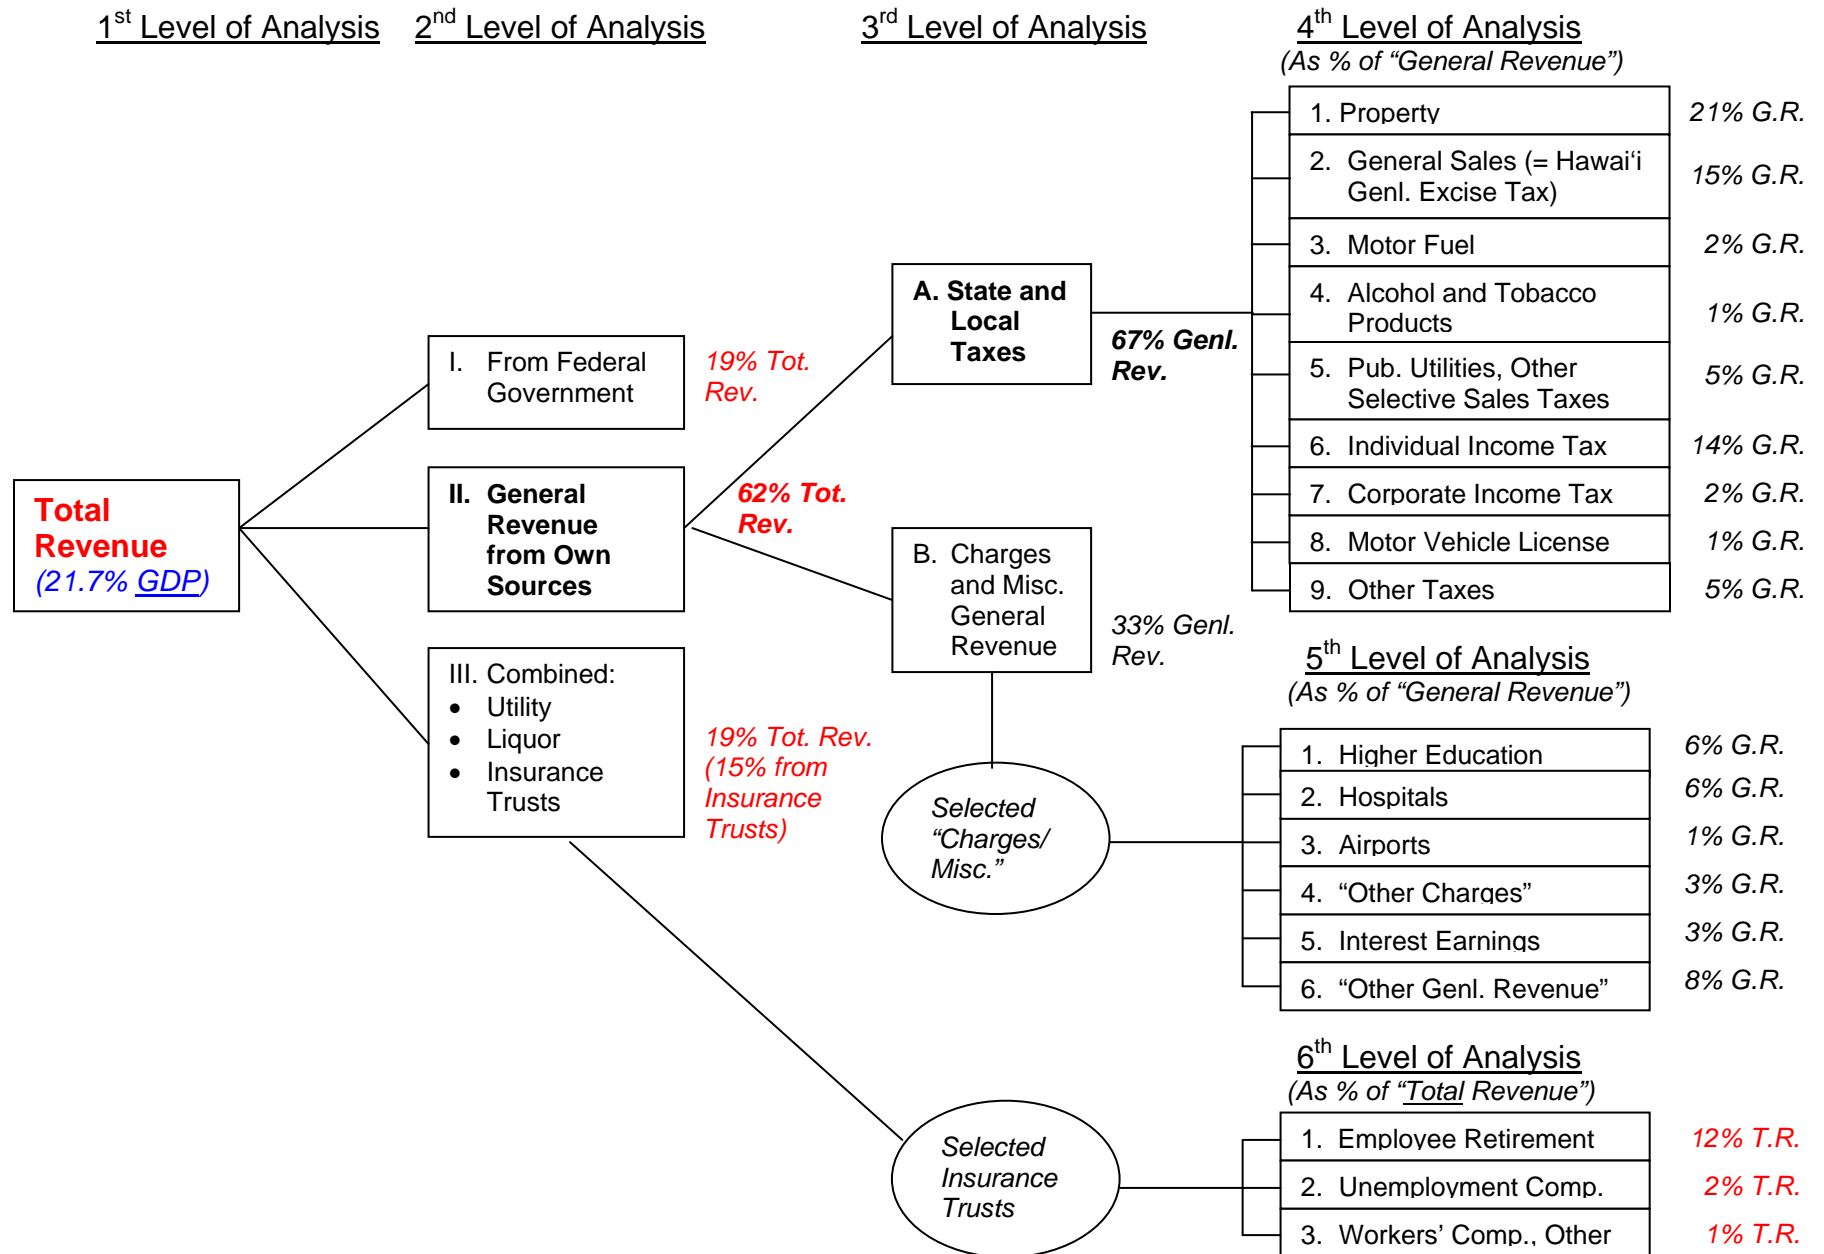 1st Level of Analysis
2nd Level of Analysis
3rd Level of Analysis
4th Level of Analysis
(As % of “General Revenue”)
Total
Revenue
(21.7% GDP)
I. From Federal
Government
19% Tot.
Rev.
II. General
Revenue
from Own
Sources
62% Tot.
Rev.
III. Combined:
• Utility
• Liquor
• Insurance
Trusts
19% Tot. Rev.
(15% from
Insurance
Trusts)
A. State and
Local
Taxes
67% Genl.
Rev.
B. Charges
and Misc.
General
Revenue
33% Genl.
Rev.
Selected
“Charges/
Misc.”
Selected
Insurance
Trusts
1. Property 21% G.R.
2. General Sales (= Hawai‘i
Genl. Excise Tax) 15% G.R.
3. Motor Fuel 2% G.R.
4. Alcohol and Tobacco
Products 1% G.R.
5. Pub. Utilities, Other
Selective Sales Taxes 5% G.R.
6. Individual Income Tax 14% G.R.
7. Corporate Income Tax 2% G.R.
8. Motor Vehicle License 1% G.R.
9. Other Taxes 5% G.R.
5th Level of Analysis
(As % of “General Revenue”)
1. Higher Education 6% G.R.
2. Hospitals 6% G.R.
3. Airports 1% G.R.
4. “Other Charges” 3% G.R.
5. Interest Earnings 3% G.R.
6. “Other Genl. Revenue” 8% G.R.
6th Level of Analysis
(As % of “Total Revenue”)
1. Employee Retirement 12% T.R.
2. Unemployment Comp. 2% T.R.
3. Workers’ Comp., Other 1% T.R.